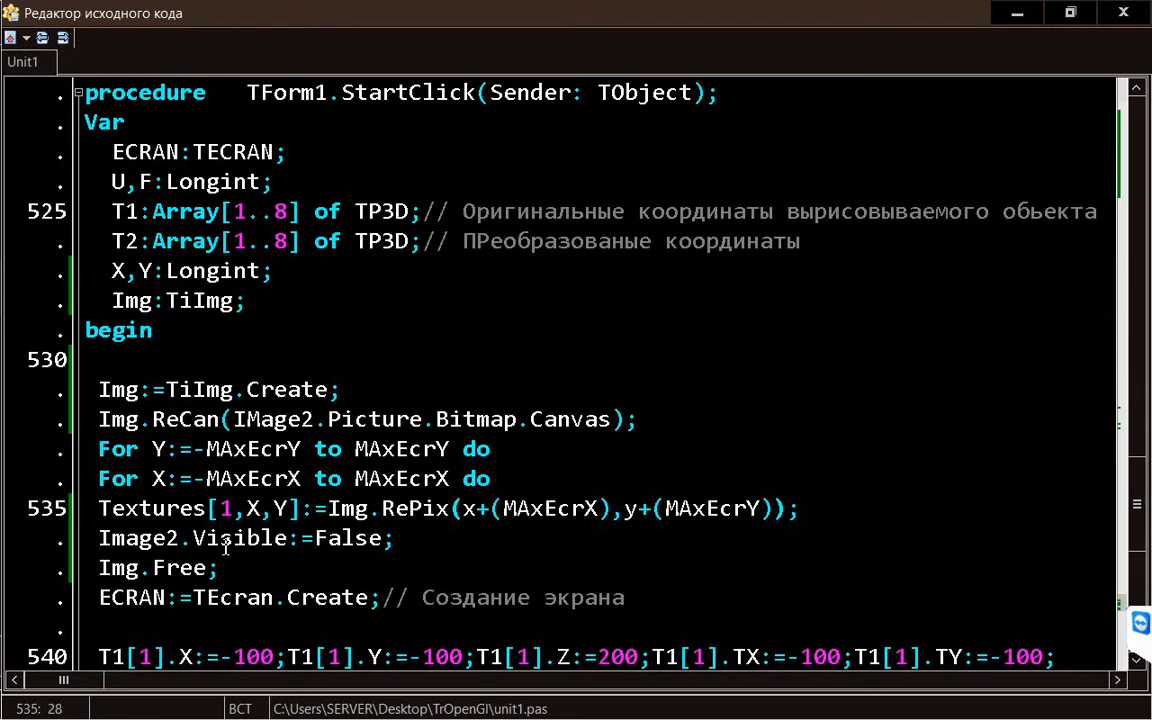 Редактор исходного кода
Unit1
procedure TForm1.StartClick(Sender: TObject);
Var
ECRAN:TECRAN;
U,F:Longint;
525 T1:Array[1..8] of TP3D;// Оригинальные координаты вырисовываемого обьекта
T2:Array[1..8] of TP3D;// ПРеобразованые координаты
X,Y:Longint;
Img:TiImg;
begin
530
Img:=TiImg.Create;
Img.ReCan(IMage2.Picture.Bitmap.Canvas);
For Y:=-MAxEcrY to MAxEcrY do
For X:=-MAxEcrX to MAxEcrX do
535 Textures[1,X,Y]:=Img.RePix(x+(MAxEcrX),y+(MAxEcrY));
Image2.Visible:=False;
Img.Free;
ECRAN:=TEcran.Create;// Создание экрана
540 T1[1].X:=-100;T1[1].Y:=-100;T1[1].Z:=200;T1[1].TX:=-100;T1[1].TY:=-100;
535: 28 ВСТ C:\Users\SERVER\Desktop\TrOpenGl\unit1.pas